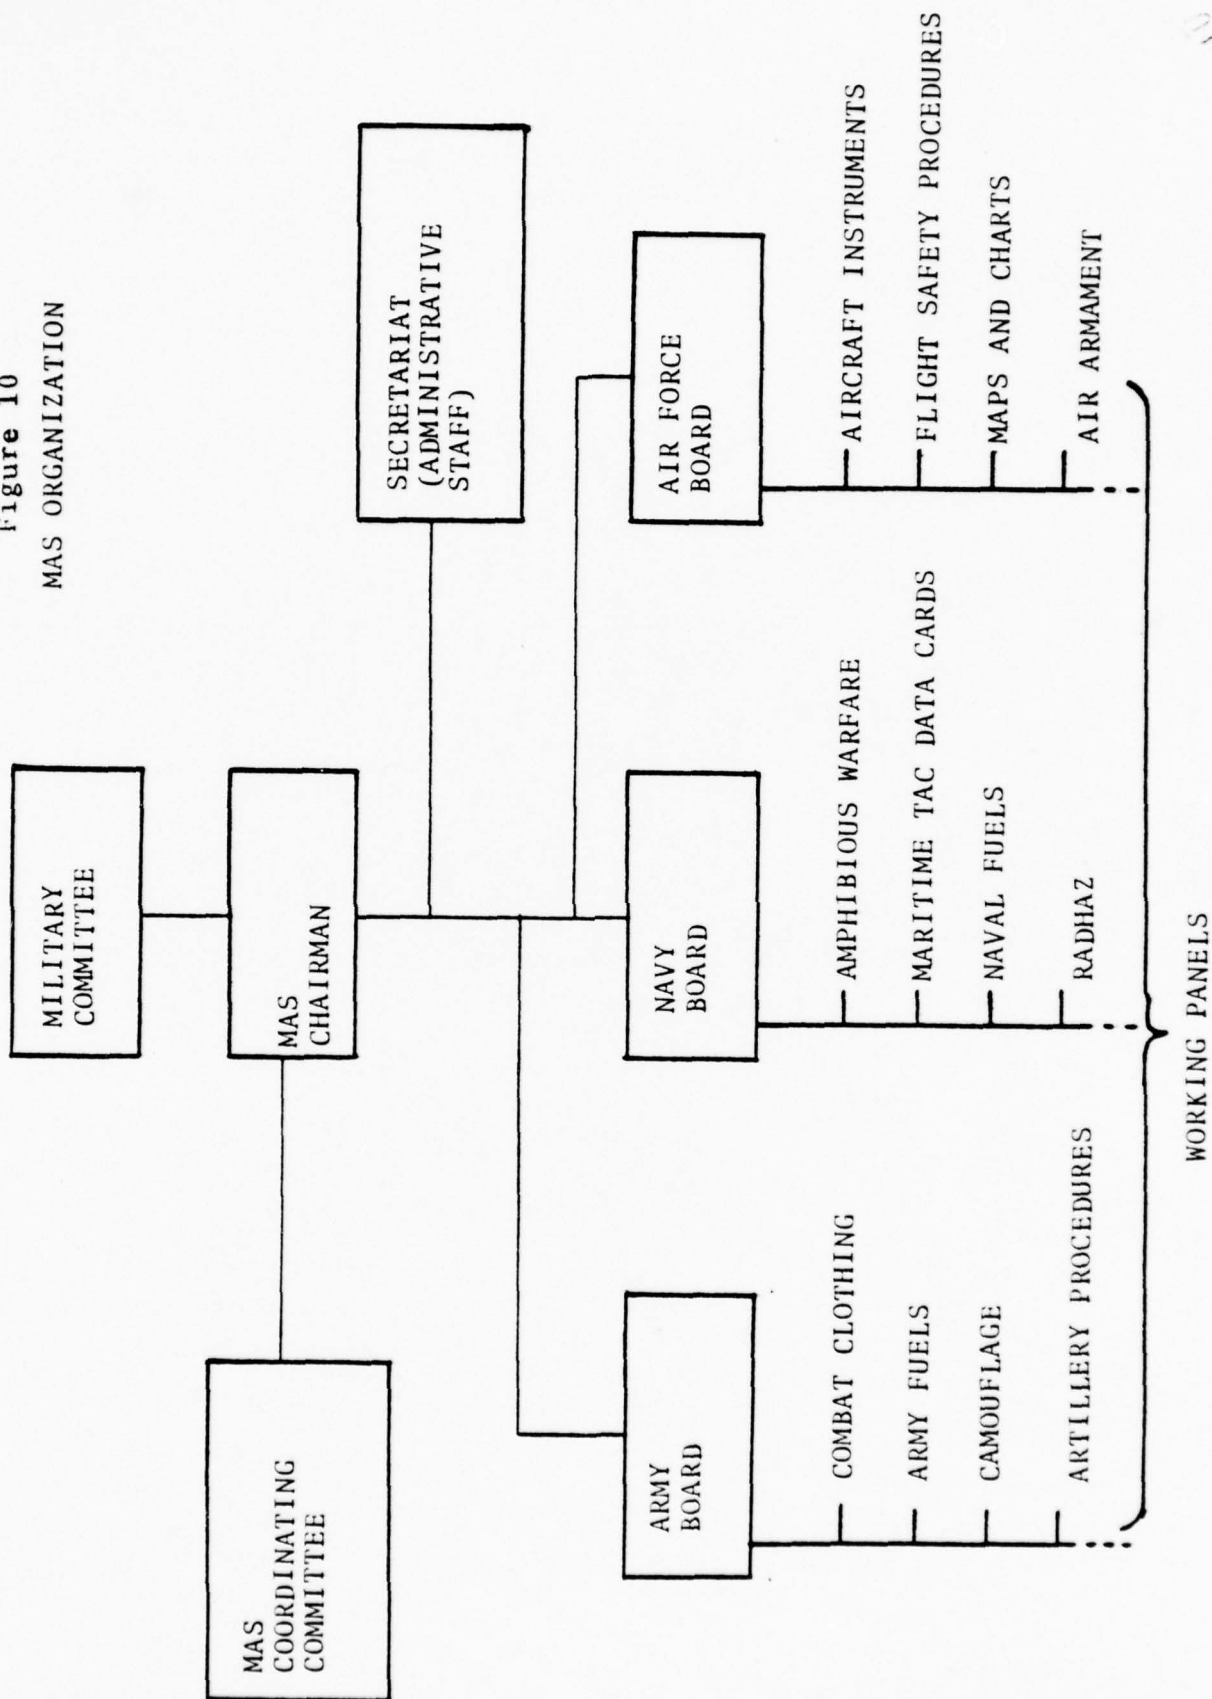 Figure 10
MAS ORGANIZATION
MILITARY
COMMITTEE
MAS
CHAIRMAN
MAS
COORDINATING
COMMITTEE
SECRETARIAT
(ADMINISTRATIVE
STAFF)
ARMY
BOARD
NAVY
BOARD
AIR FORCE
BOARD
COMBAT CLOTHING
ARMY FUELS
CAMOUFLAGE
ARTILLERY PROCEDURES
AMPHIBIOUS WARFARE
MARITIME TAC DATA CARDS
NAVAL FUELS
RADHAZ
AIRCRAFT INSTRUMENTS
FLIGHT SAFETY PROCEDURES
MAPS AND CHARTS
AIR ARMAMENT
WORKING PANELS